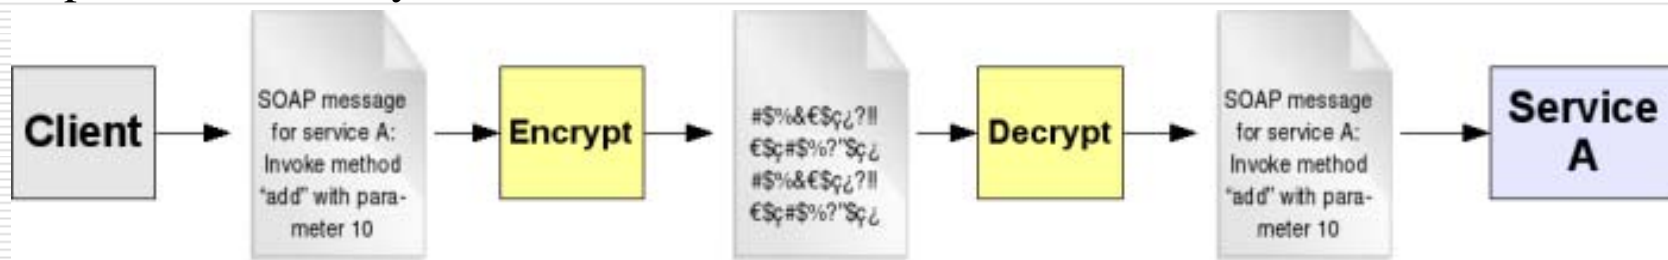 Client
SOAP message
for service A:
Invoke method
"add" with para-
meter 10
Encrypt
#$%&€$ç¿?!!
€$ç#$%?"$ç¿
#$%&€$ç¿?!!
€$ç#$%?"$ç¿
Decrypt
SOAP message
for service A:
Invoke method
"add" with para-
meter 10
Service
A